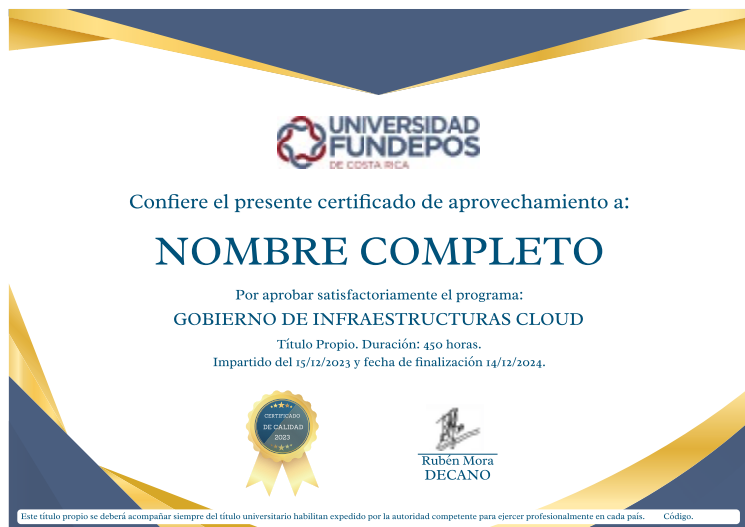 UNIVERSIDAD
FUNDEPOS
DE COSTA RICA
Confiere el presente certificado de aprovechamiento a:
NOMBRE COMPLETO
Por aprobar satisfactoriamente el programa:
GOBIERNO DE INFRAESTRUCTURAS CLOUD
Título Propio. Duración: 450 horas.
Impartido del 15/12/2023 y fecha de finalización 14/12/2024.
CERTIFICADO
DE CALIDAD
2023
Rubén Mora
DECANO
Este título propio se deberá acompañar siempre del título universitario habilitan expedido por la autoridad competente para ejercer profesionalmente en cada país. Código.